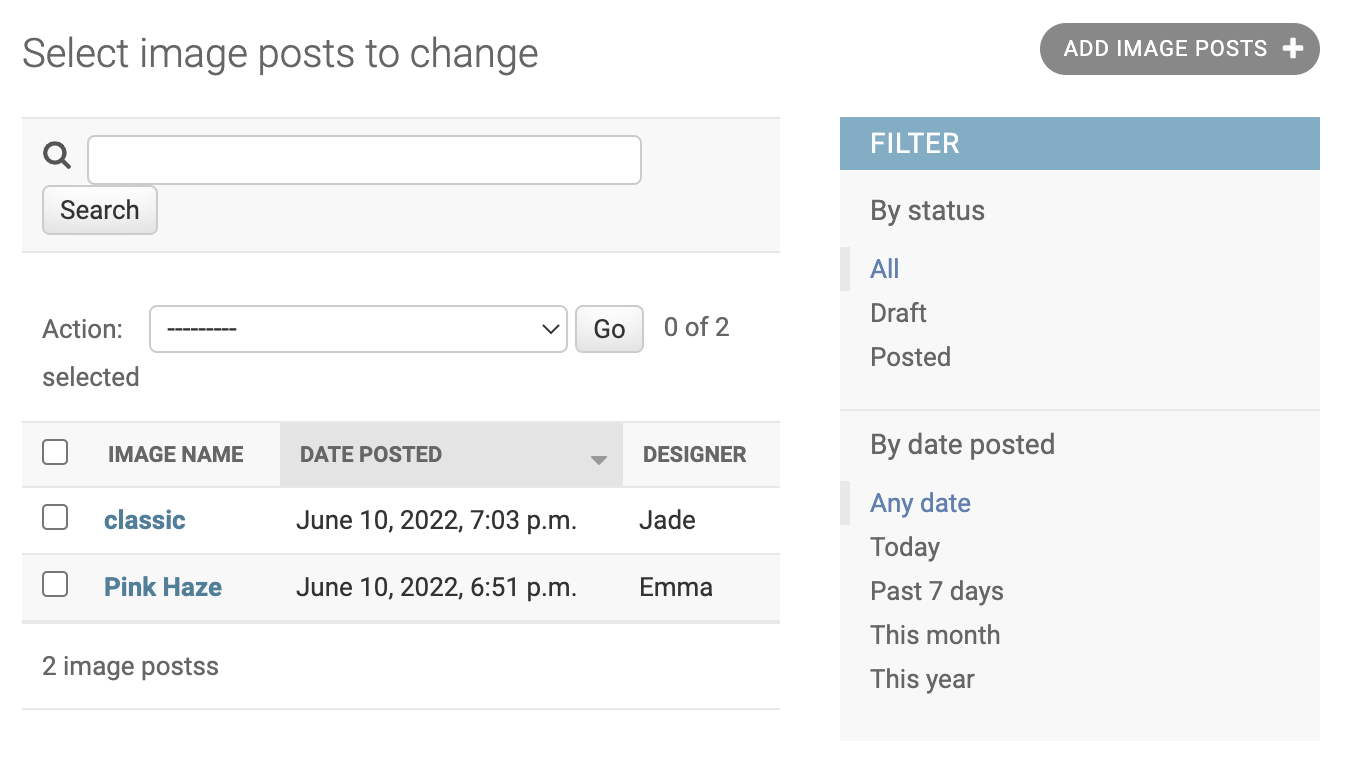 Select image posts to change
ADD IMAGE POSTS +
Search
Action: --------- Go 0 of 2
selected
IMAGE NAME DATE POSTED DESIGNER
classic June 10, 2022, 7:03 p.m. Jade
Pink Haze June 10, 2022, 6:51 p.m. Emma
2 image postss
FILTER
By status
All
Draft
Posted
By date posted
Any date
Today
Past 7 days
This month
This year